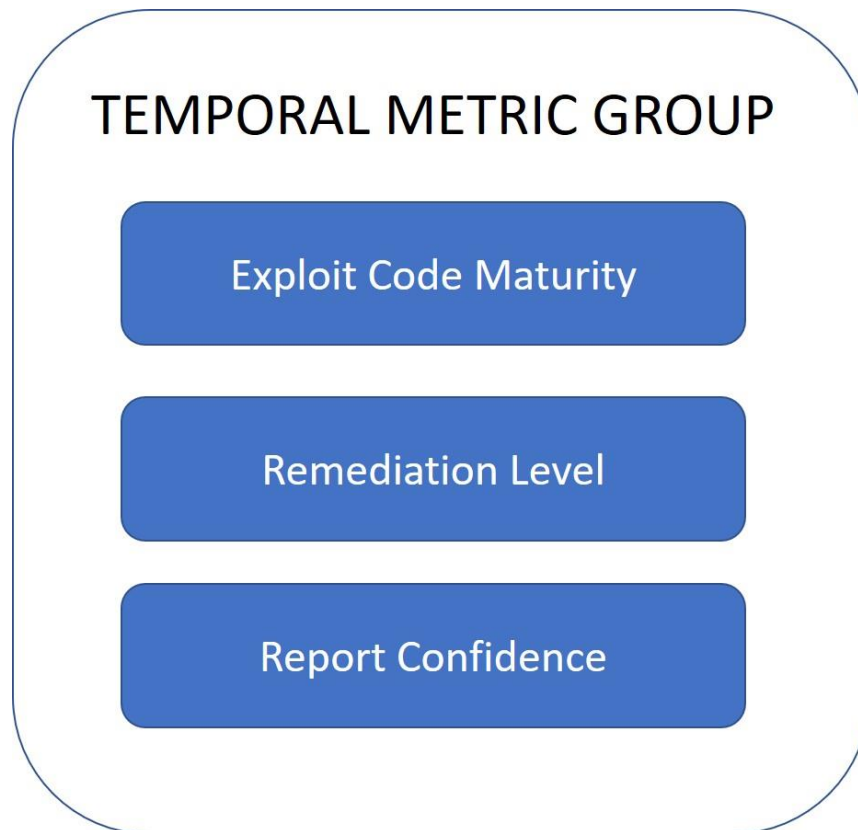 TEMPORAL METRIC GROUP
Exploit Code Maturity
Remediation Level
Report Confidence